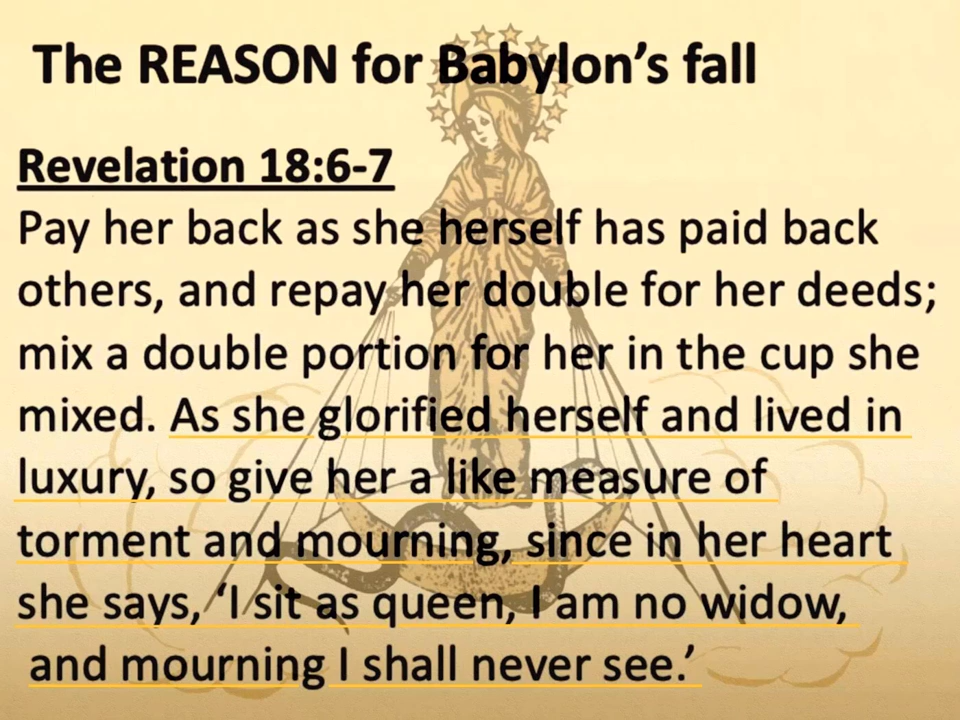 The REASON for Babylon’s fall
Revelation 18:6-7
Pay her back as she herself has paid back
others, and repay her double for her deeds;
mix a double portion for her in the cup she
mixed. As she glorified herself and lived in
luxury, so give her a like measure of
torment and mourning, since in her heart
she says, ‘I sit as queen, I am no widow,
and mourning I shall never see.’